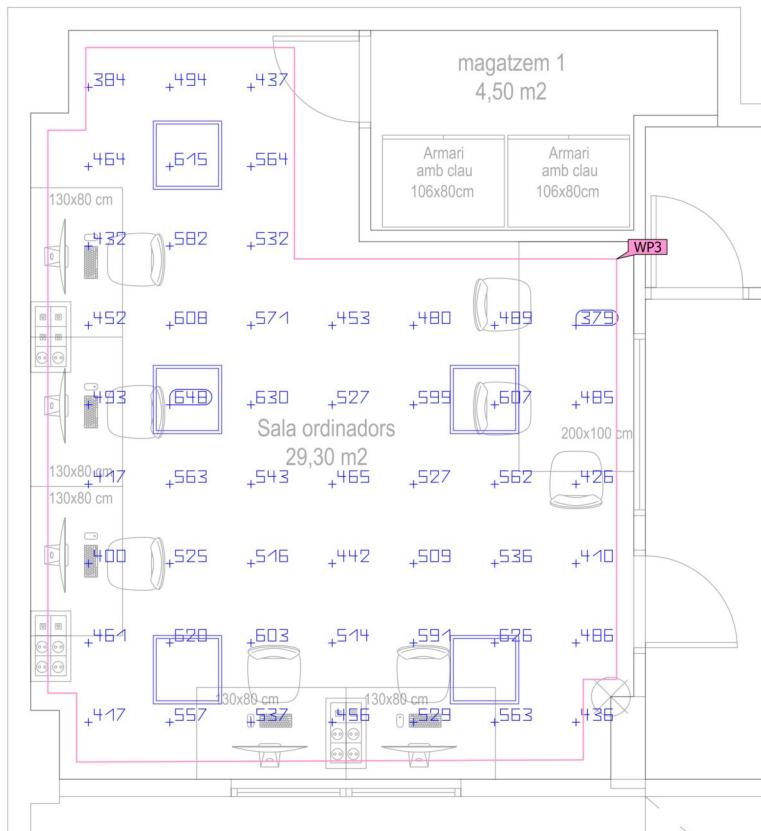 magatzem 1
4,50 m2
384 494 437
Armari
amb clau
106x80cm
Armari
amb clau
106x80cm
464 615 564
130x80 cm
432 582 532
WP3
452 608 571 453 480 489 379
493 648 630 527 599 607 485
Sala ordinadors
29,30 m2
200x100 cm
130x80 cm
417 563 543 465 527 562 426
130x80 cm
400 525 516 442 509 536 410
461 620 603 514 591 626 486
130x80 cm
130x80 cm
417 557 537 456 529 563 436